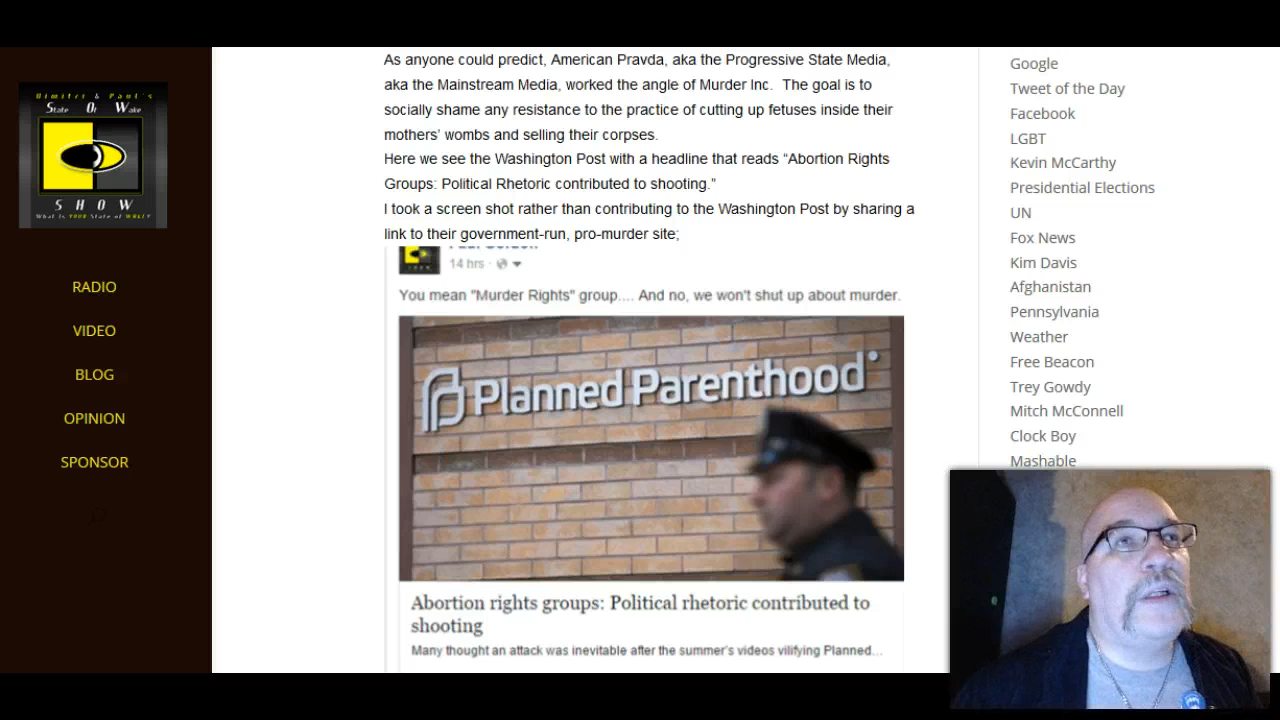 Dimiter & Paul's
State Of Wake
SHOW
What Is YOUR State of WALL?
RADIO
VIDEO
BLOG
OPINION
SPONSOR
As anyone could predict, American Pravda, aka the Progressive State Media,
aka the Mainstream Media, worked the angle of Murder Inc.  The goal is to
socially shame any resistance to the practice of cutting up fetuses inside their
mothers’ wombs and selling their corpses.
Here we see the Washington Post with a headline that reads “Abortion Rights
Groups: Political Rhetoric contributed to shooting.”
I took a screen shot rather than contributing to the Washington Post by sharing a
link to their government-run, pro-murder site;
14 hrs
You mean "Murder Rights" group.... And no, we won't shut up about murder.
Planned Parenthood
Abortion rights groups: Political rhetoric contributed to
shooting
Many thought an attack was inevitable after the summer's videos vilifying Planned...
Google
Tweet of the Day
Facebook
LGBT
Kevin McCarthy
Presidential Elections
UN
Fox News
Kim Davis
Afghanistan
Pennsylvania
Weather
Free Beacon
Trey Gowdy
Mitch McConnell
Clock Boy
Mashable